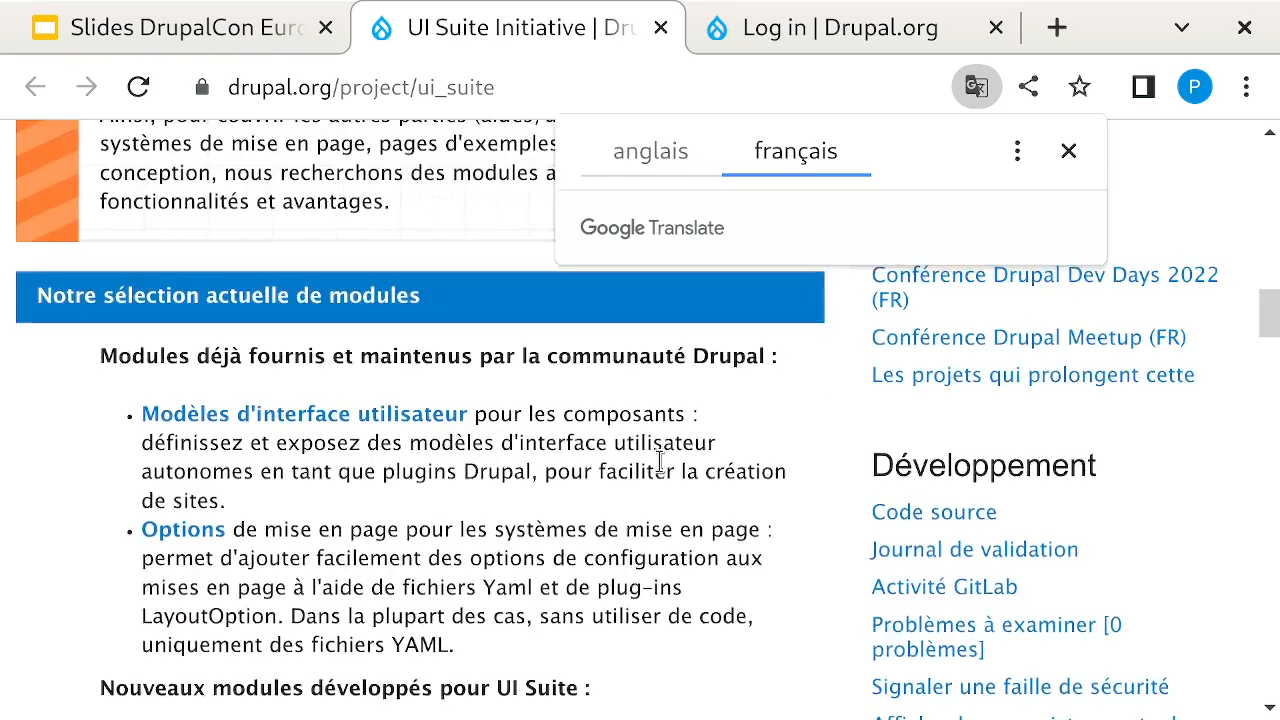 Slides DrupalCon Euro
UI Suite Initiative | Dru
Log in | Drupal.org
drupal.org/project/ui_suite
P
anglais
français
Google Translate
systèmes de mise en page, pages d'exemples
conception, nous recherchons des modules
fonctionnalités et avantages.
Notre sélection actuelle de modules
Modules déjà fournis et maintenus par la communauté Drupal :
• Modèles d'interface utilisateur pour les composants :
définissez et exposez des modèles d'interface utilisateur
autonomes en tant que plugins Drupal, pour faciliter la création
de sites.
• Options de mise en page pour les systèmes de mise en page :
permet d'ajouter facilement des options de configuration aux
mises en page à l'aide de fichiers Yaml et de plug-ins
LayoutOption. Dans la plupart des cas, sans utiliser de code,
uniquement des fichiers YAML.
Nouveaux modules développés pour UI Suite :
Conférence Drupal Dev Days 2022
(FR)
Conférence Drupal Meetup (FR)
Les projets qui prolongent cette
Développement
Code source
Journal de validation
Activité GitLab
Problèmes à examiner [0
problèmes]
Signaler une faille de sécurité